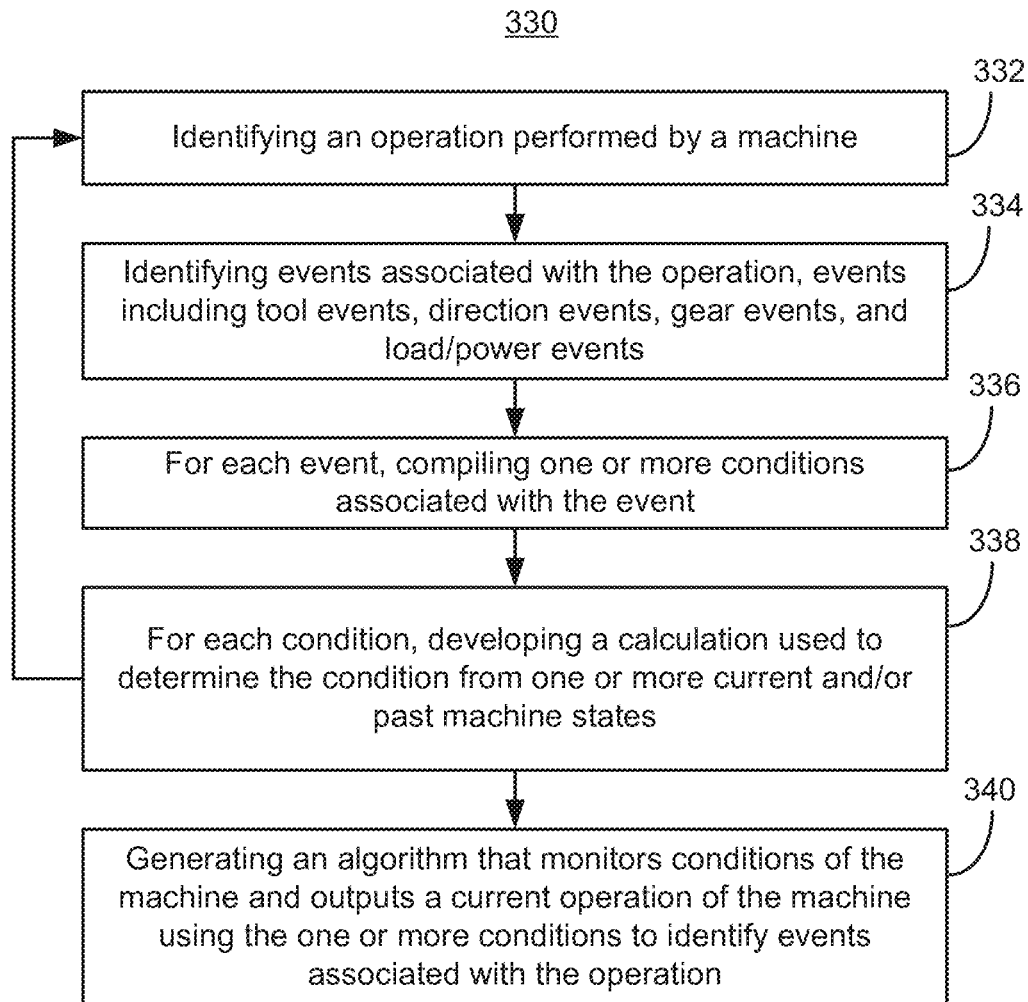 330
332
Identifying an operation performed by a machine
334
Identifying events associated with the operation, events
including tool events, direction events, gear events, and
load/power events
336
For each event, compiling one or more conditions
associated with the event
338
For each condition, developing a calculation used to
determine the condition from one or more current and/or
past machine states
340
Generating an algorithm that monitors conditions of the
machine and outputs a current operation of the machine
using the one or more conditions to identify events
associated with the operation